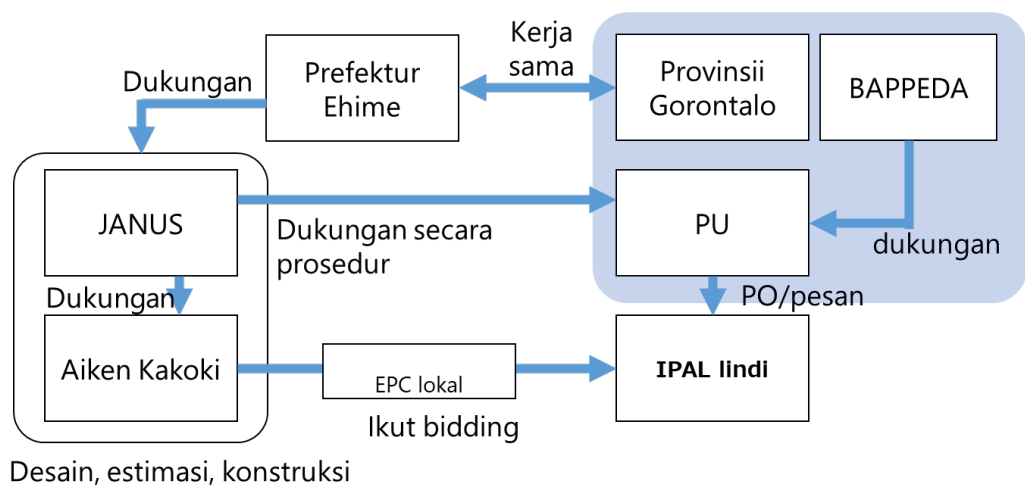 Dukungan
Prefektur
Ehime
Kerja
sama
Provinsii
Gorontalo
BAPPEDA
JANUS
Dukungan secara
prosedur
PU
dukungan
Dukungan
PO/pesan
Aiken Kakoki
EPC lokal
IPAL lindi
Ikut bidding
Desain, estimasi, konstruksi